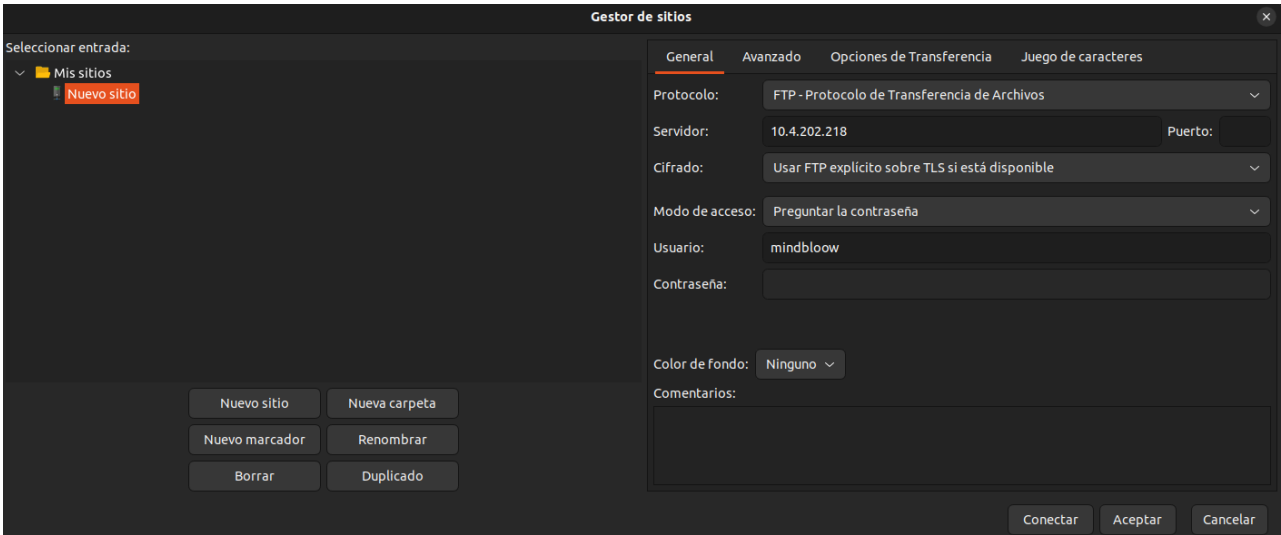 Gestor de sitios
Seleccionar entrada:
Mis sitios
Nuevo sitio
Nuevo sitio Nueva carpeta
Nuevo marcador Renombrar
Borrar Duplicado
General Avanzado Opciones de Transferencia Juego de caracteres
Protocolo: FTP - Protocolo de Transferencia de Archivos
Servidor: 10.4.202.218 Puerto:
Cifrado: Usar FTP explícito sobre TLS si está disponible
Modo de acceso: Preguntar la contraseña
Usuario: mindbloow
Contraseña:
Color de fondo: Ninguno
Comentarios:
Conectar Aceptar Cancelar